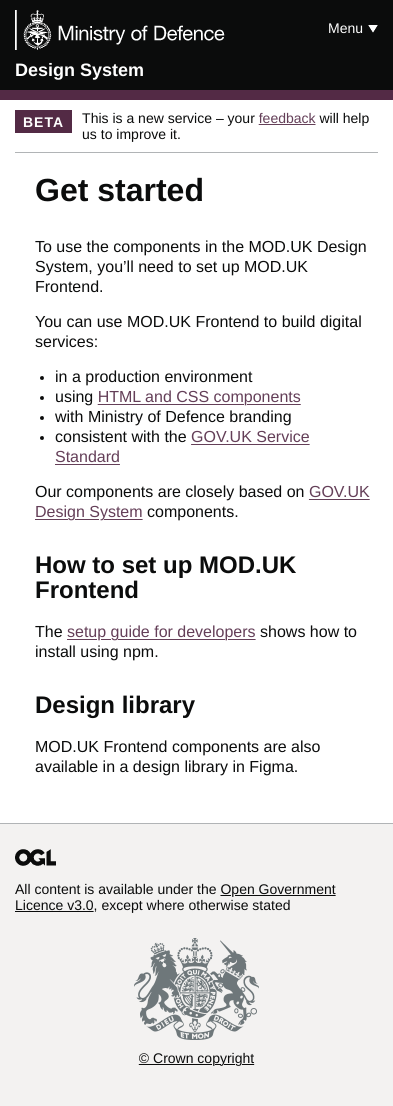 Ministry of Defence
Menu
Design System
BETA
This is a new service – your feedback will help
us to improve it.
Get started
To use the components in the MOD.UK Design
System, you’ll need to set up MOD.UK
Frontend.
You can use MOD.UK Frontend to build digital
services:
in a production environment
using HTML and CSS components
with Ministry of Defence branding
consistent with the GOV.UK Service
Standard
Our components are closely based on GOV.UK
Design System components.
How to set up MOD.UK
Frontend
The setup guide for developers shows how to
install using npm.
Design library
MOD.UK Frontend components are also
available in a design library in Figma.
OGL
All content is available under the Open Government
Licence v3.0, except where otherwise stated
DIEU ET MON DROIT
© Crown copyright